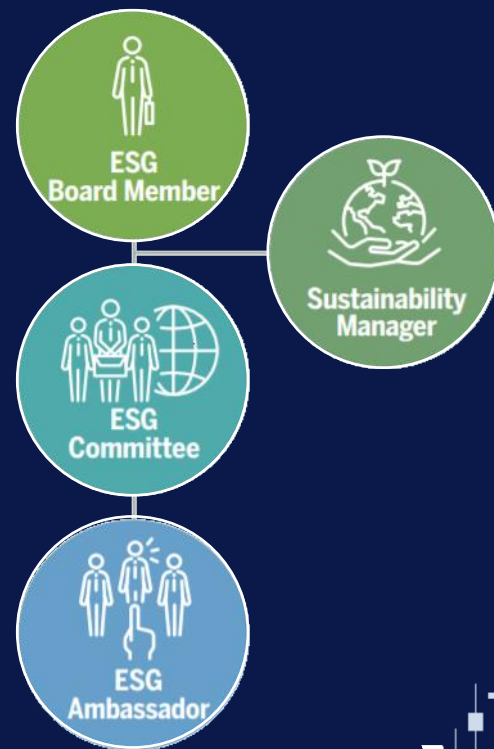 ESG
Board Member
Sustainability
Manager
ESG
Committee
ESG
Ambassador